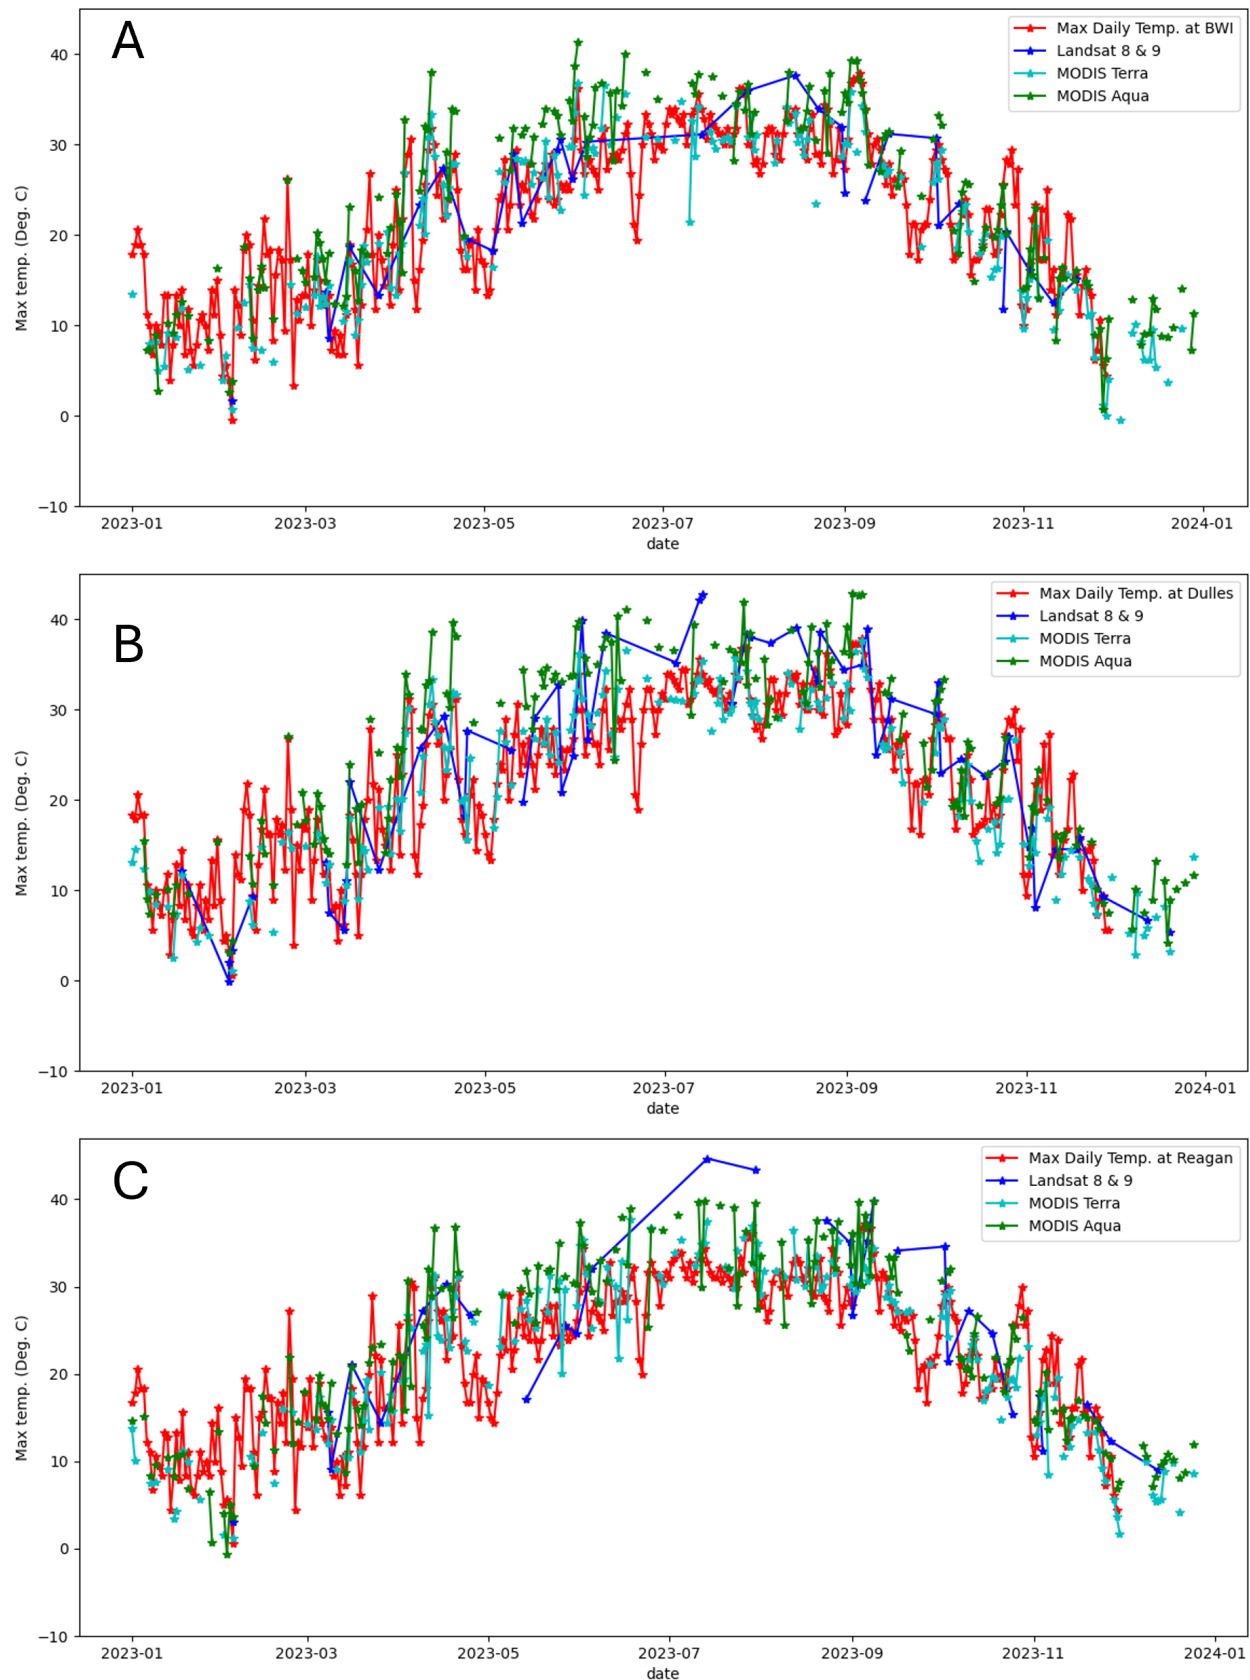 A
Max temp. (Deg. C)
40
30
20
10
0
−10
Max Daily Temp. at BWI
Landsat 8 & 9
MODIS Terra
MODIS Aqua
2023-01 2023-03 2023-05 2023-07 2023-09 2023-11 2024-01
date
B
Max temp. (Deg. C)
40
30
20
10
0
−10
Max Daily Temp. at Dulles
Landsat 8 & 9
MODIS Terra
MODIS Aqua
2023-01 2023-03 2023-05 2023-07 2023-09 2023-11 2024-01
date
C
Max temp. (Deg. C)
40
30
20
10
0
−10
Max Daily Temp. at Reagan
Landsat 8 & 9
MODIS Terra
MODIS Aqua
2023-01 2023-03 2023-05 2023-07 2023-09 2023-11 2024-01
date